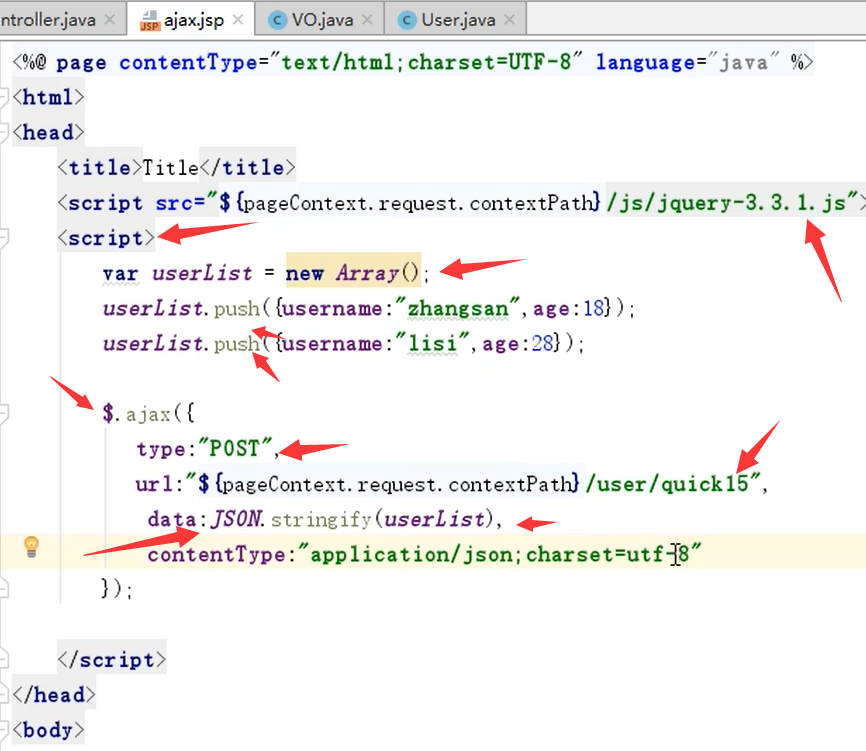 ntroller.java × ajax.jsp × VO.java × User.java ×
<%@ page contentType="text/html;charset=UTF-8" language="java" %>
<html>
<head>
<title>Title</title>
<script src="${pageContext.request.contextPath}/js/jquery-3.3.1.js">
<script>
var userList = new Array();
userList.push({username:"zhangsan",age:18});
userList.push({username:"lisi",age:28});
$.ajax({
type:"POST",
url:"${pageContext.request.contextPath}/user/quick15",
data:JSON.stringify(userList),
contentType:"application/json;charset=utf-8"
});
</script>
</head>
<body>